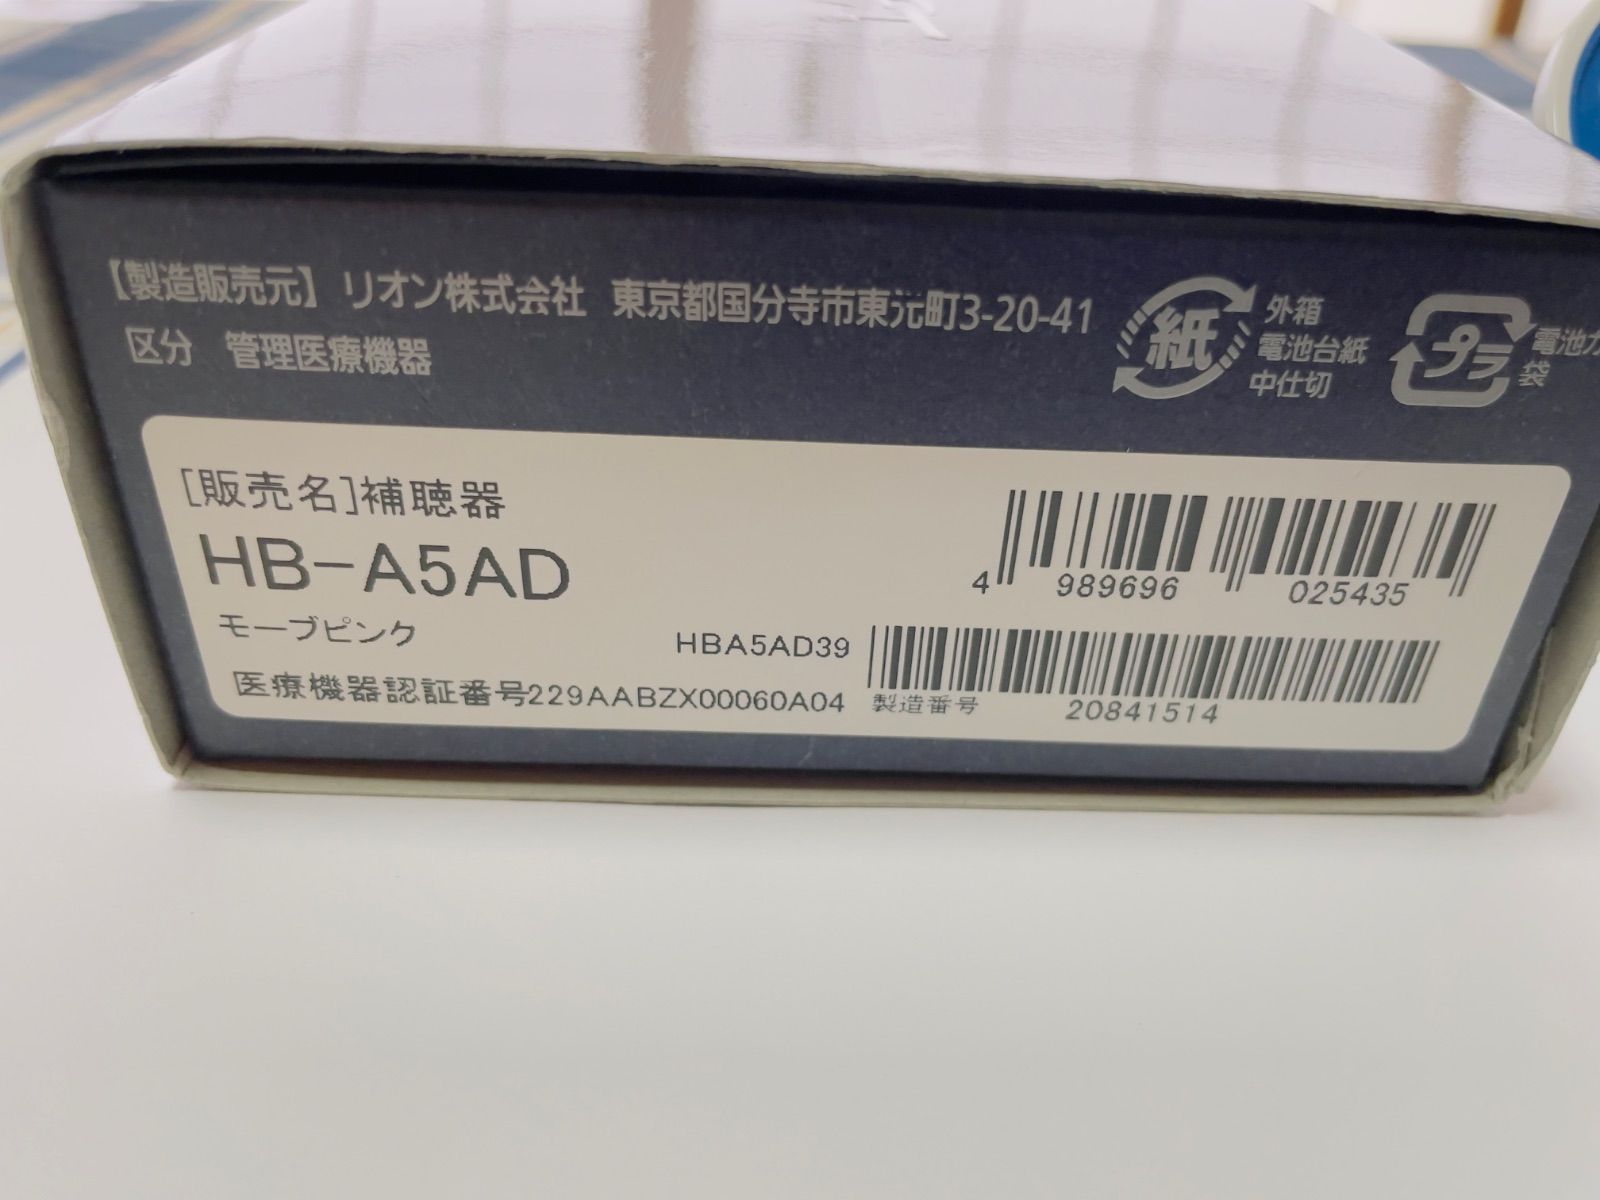 【製造販売元】 リオン株式会社 東京都国分寺市東元町3-20-41
区分 管理医療機器
紙
外箱
電池台紙
中仕切
プラ
電池
袋
[販売名]補聴器
HB-A5AD
モーブピンク
医療機器認証番号229AABZX00060A04
4 989696 025435
HBA5AD39
製造番号 20841514